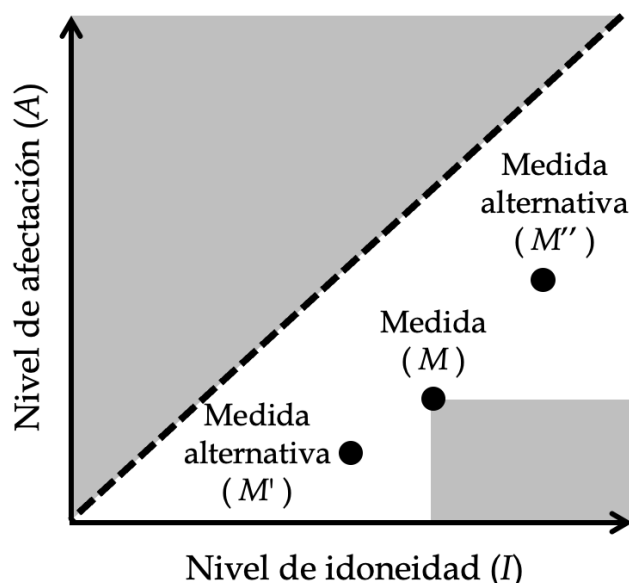 Nivel de afectación (A)
Medida
alternativa
( M′′ )
Medida
( M )
Medida
alternativa
( M' )
Nivel de idoneidad (I)